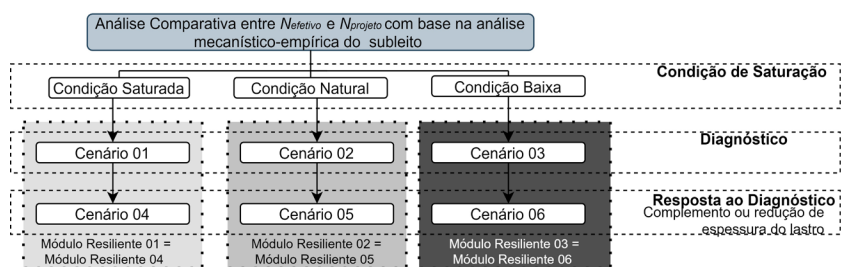 Análise Comparativa entre Nefetivo e Nprojeto com base na análise
mecanístico-empírica do subleito
Condição de Saturação
Condição Saturada
Condição Natural
Condição Baixa
Diagnóstico
Cenário 01
Cenário 02
Cenário 03
Resposta ao Diagnóstico
Complemento ou redução de
espessura do lastro
Cenário 04
Cenário 05
Cenário 06
Módulo Resiliente 01 =
Módulo Resiliente 04
Módulo Resiliente 02 =
Módulo Resiliente 05
Módulo Resiliente 03 =
Módulo Resiliente 06